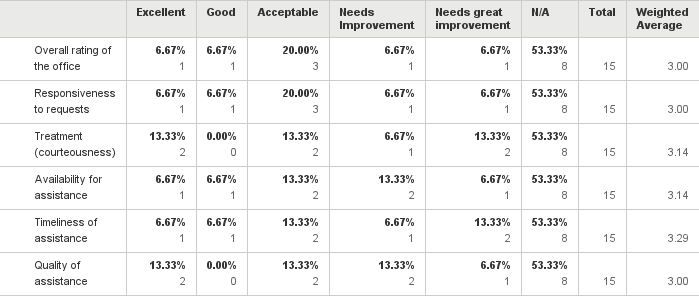 Excellent Good Acceptable Needs Needs great N/A Total Weighted
Improvement improvement Average
Overall rating of 6.67% 6.67% 20.00% 6.67% 6.67% 53.33%
the office 1 1 3 1 1 8 15 3.00
Responsiveness 6.67% 6.67% 20.00% 6.67% 6.67% 53.33%
to requests 1 1 3 1 1 8 15 3.00
Treatment 13.33% 0.00% 13.33% 6.67% 13.33% 53.33%
(courteousness) 2 0 2 1 2 8 15 3.14
Availability for 6.67% 6.67% 13.33% 13.33% 6.67% 53.33%
assistance 1 1 2 2 1 8 15 3.14
Timeliness of 6.67% 6.67% 13.33% 6.67% 13.33% 53.33%
assistance 1 1 2 1 2 8 15 3.29
Quality of 13.33% 0.00% 13.33% 13.33% 6.67% 53.33%
assistance 2 0 2 2 1 8 15 3.00